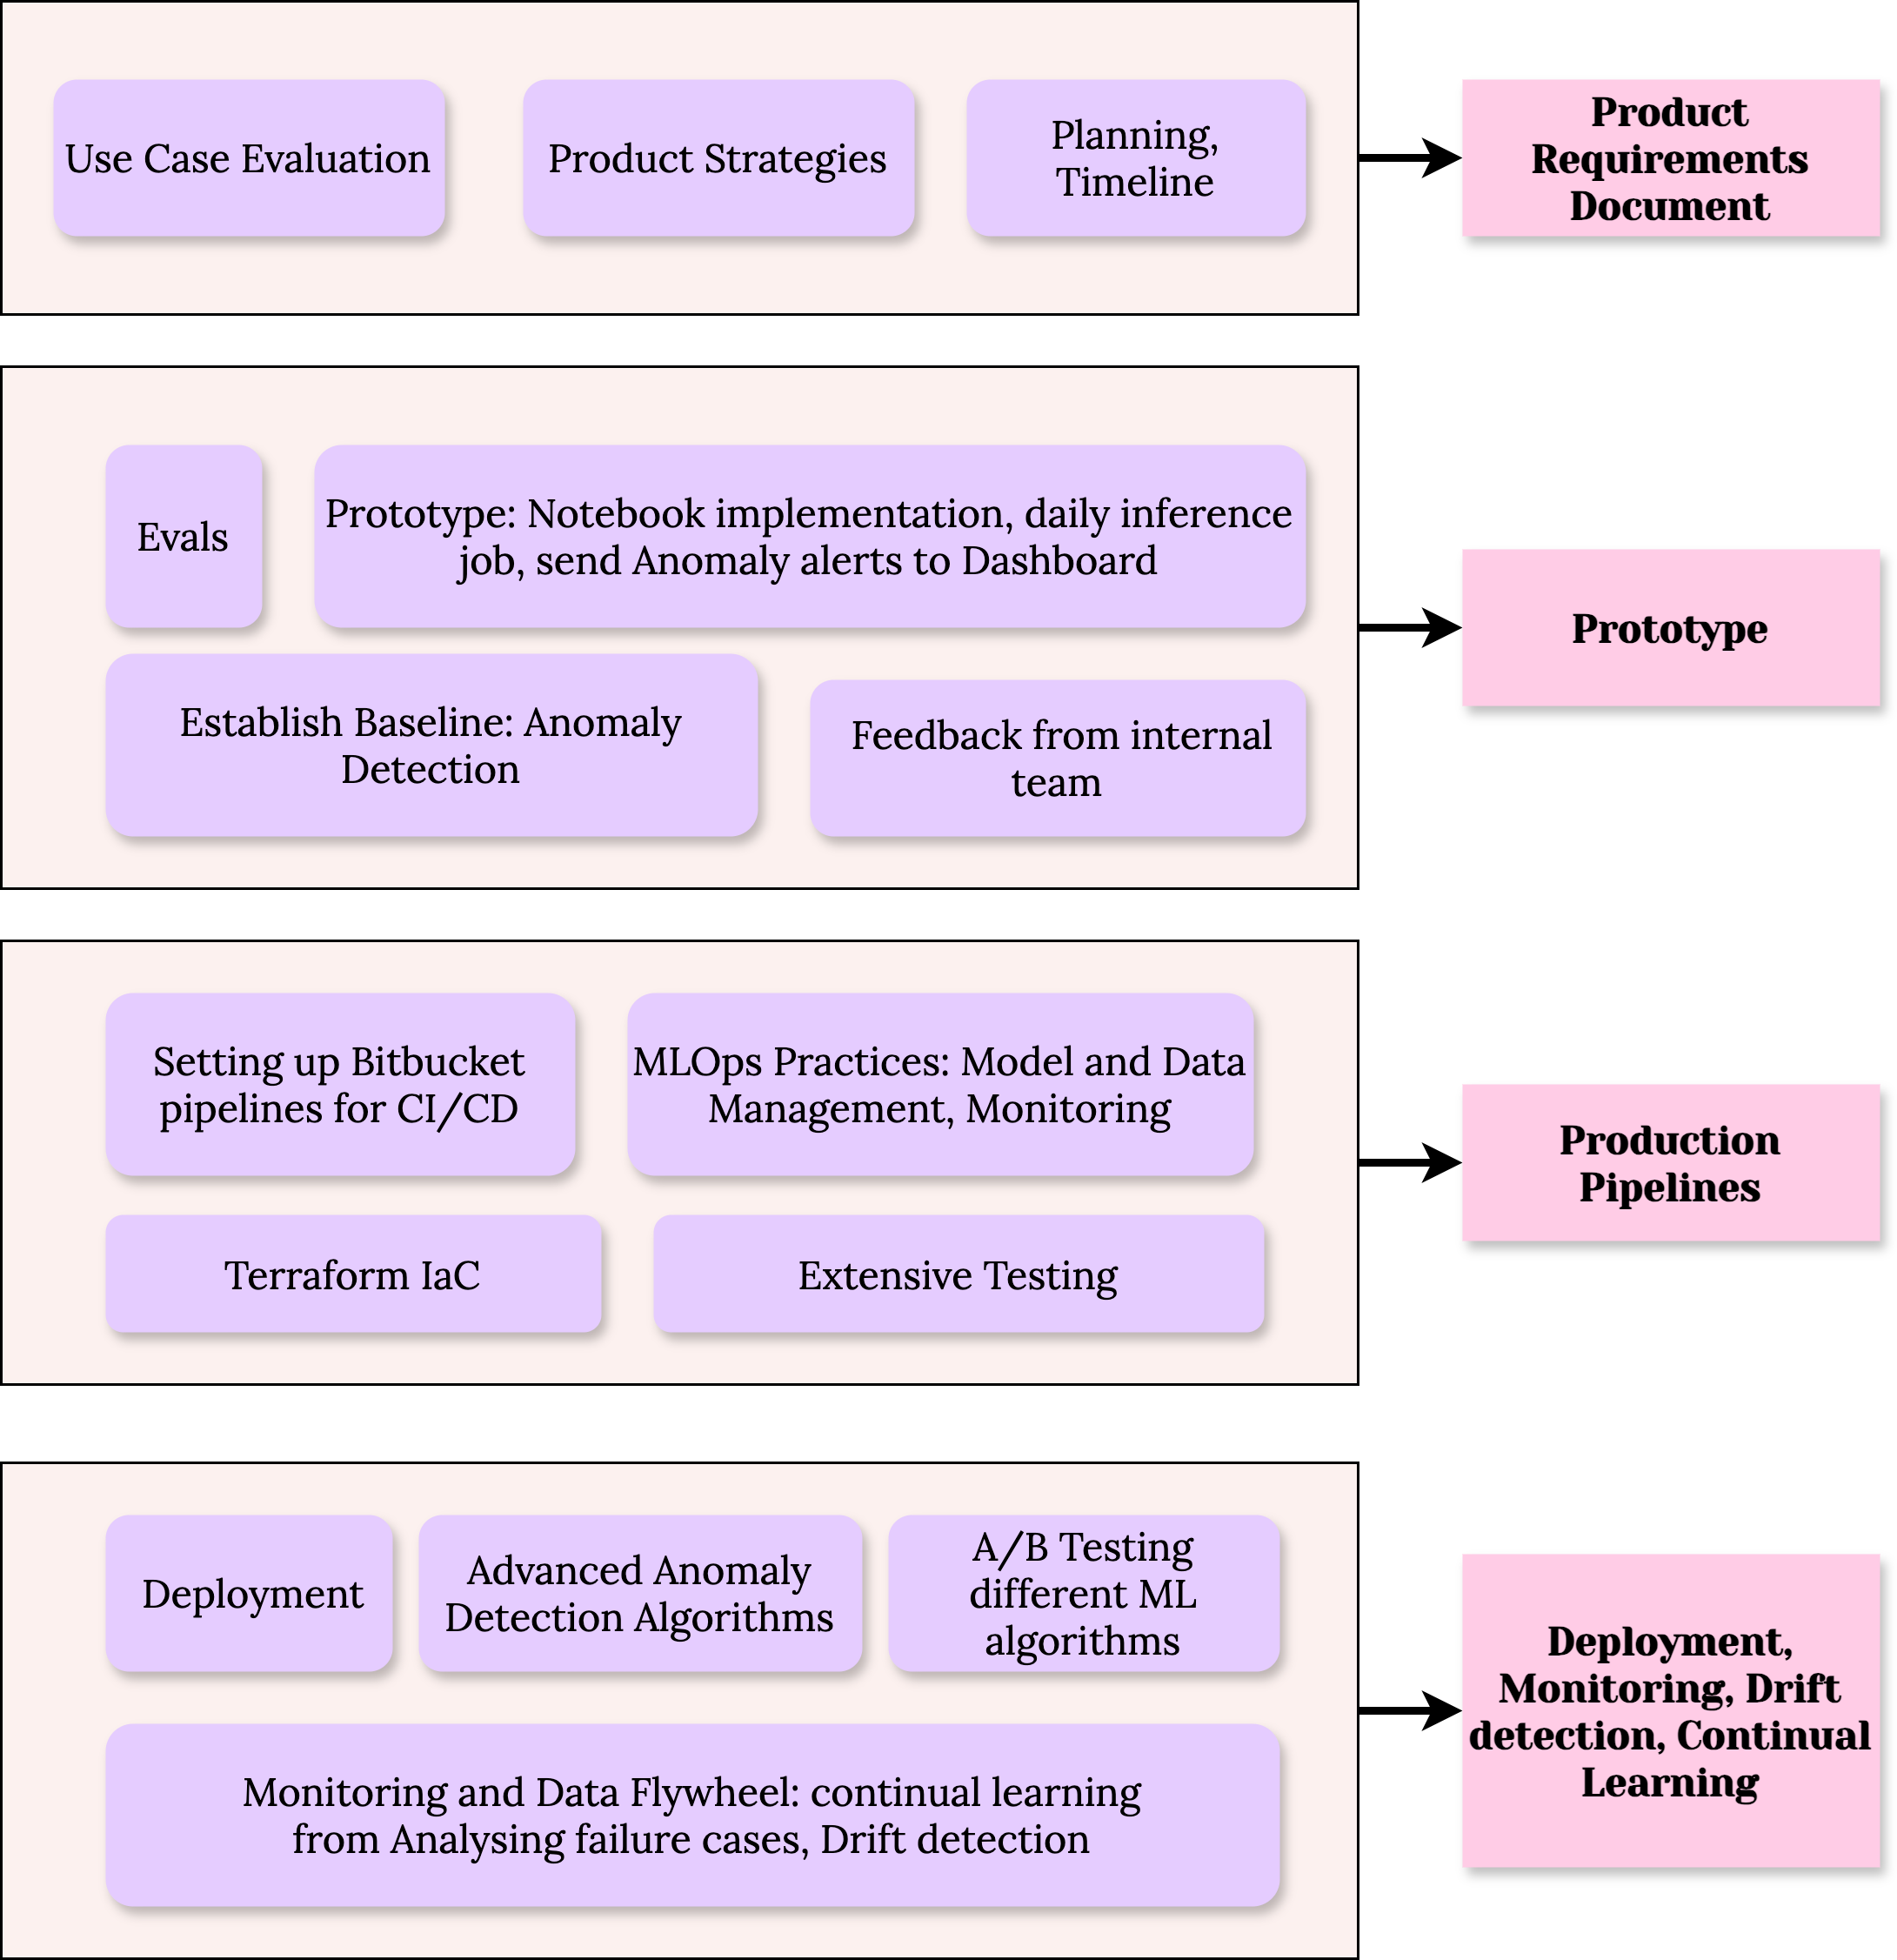 Use Case Evaluation
Product Strategies
Planning,
Timeline
Product
Requirements
Document
Evals
Prototype: Notebook implementation, daily inference
job, send Anomaly alerts to Dashboard
Establish Baseline: Anomaly
Detection
Feedback from internal
team
Prototype
Setting up Bitbucket
pipelines for CI/CD
MLOps Practices: Model and Data
Management, Monitoring
Terraform IaC
Extensive Testing
Production
Pipelines
Deployment
Advanced Anomaly
Detection Algorithms
A/B Testing
different ML
algorithms
Monitoring and Data Flywheel: continual learning
from Analysing failure cases, Drift detection
Deployment,
Monitoring, Drift
detection, Continual
Learning